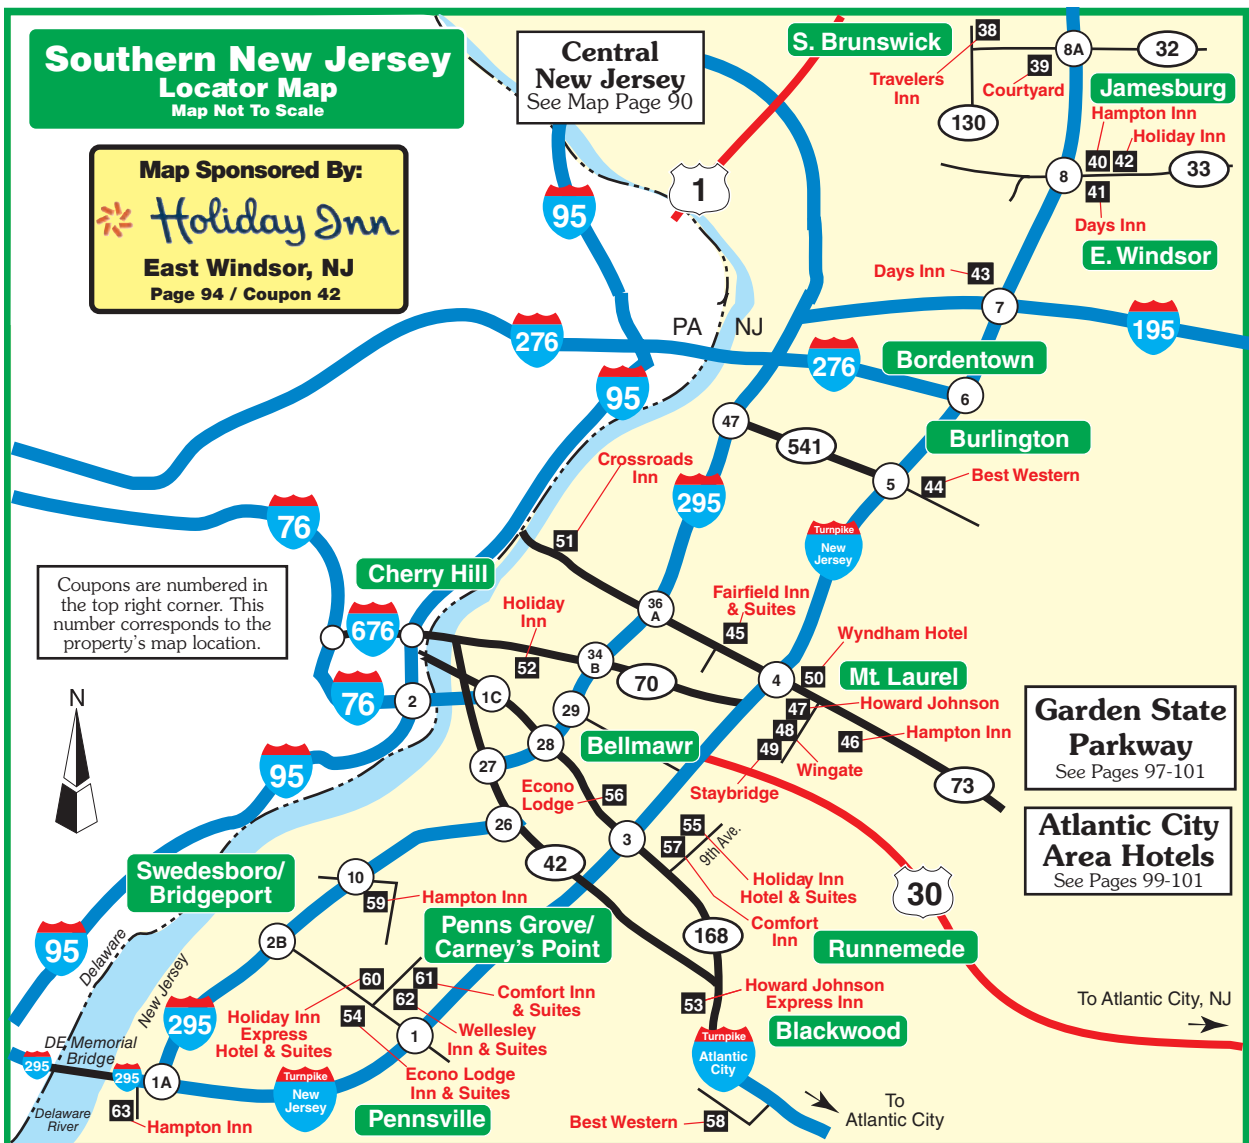 Southern New Jersey
Locator Map
Map Not To Scale
Map Sponsored By:
Holiday Inn
East Windsor, NJ
Page 94 / Coupon 42
Central
New Jersey
See Map Page 90
S. Brunswick
1
95
38
Travelers
Inn
39
Courtyard
8A
32
130
Jamesburg
Hampton Inn
Holiday Inn
40
42
8
33
41
Days Inn
E. Windsor
Days Inn
43
7
195
PA
NJ
276
276
Bordentown
6
95
47
541
Burlington
5
44
Best Western
Crossroads
Inn
295
51
Turnpike
New
Jersey
76
Cherry Hill
Coupons are numbered in
the top right corner. This
number corresponds to the
property's map location.
676
76
2
Holiday
Inn
52
36
A
Fairfield Inn
& Suites
45
34
B
70
1C
29
28
27
4
50
Wyndham Hotel
Mt. Laurel
47
Howard Johnson
48
49
Wingate
Staybridge
46
Hampton Inn
73
Bellmawr
N
95
Garden State
Parkway
See Pages 97-101
Atlantic City
Area Hotels
See Pages 99-101
Econo
Lodge
56
26
3
42
55
57
9th Ave.
Holiday Inn
Hotel & Suites
Comfort
Inn
30
Swedesboro/
Bridgeport
10
59
Hampton Inn
Penns Grove/
Carney's Point
168
Runnemede
95
Delaware
New Jersey
2B
60
61
62
54
Comfort Inn
& Suites
Wellesley
Inn & Suites
Holiday Inn
Express
Hotel & Suites
1
Econo Lodge
Inn & Suites
53
Howard Johnson
Express Inn
Blackwood
To Atlantic City, NJ
295
DE Memorial
Bridge
295
295
1A
Turnpike
New
Jersey
Turnpike
Atlantic
City
63
Hampton Inn
Delaware
River
Pennsville
Best Western
58
To
Atlantic City